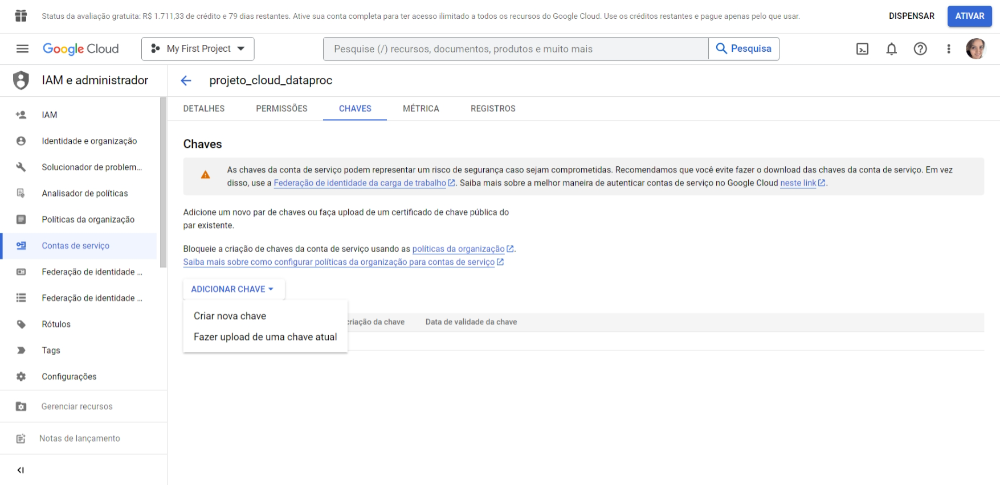 Status da avaliação gratuita: R$ 1.711,33 de crédito e 79 dias restantes. Ative sua conta completa para ter acesso ilimitado a todos os recursos do Google Cloud. Use os créditos restantes e pague apenas pelo que usar.
DISPENSAR
ATIVAR
Google Cloud
My First Project
Pesquise (/) recursos, documentos, produtos e muito mais
Pesquisa
IAM e administrador
IAM
Identidade e organização
Solucionador de problem...
Analisador de políticas
Políticas da organização
Contas de serviço
Federação de identidade ...
Federação de identidade ...
Rótulos
Tags
Configurações
Gerenciar recursos
Notas de lançamento
projeto_cloud_dataproc
DETALHES
PERMISSÕES
CHAVES
MÉTRICA
REGISTROS
Chaves
As chaves da conta de serviço podem representar um risco de segurança caso sejam comprometidas. Recomendamos que você evite fazer o download das chaves da conta de serviço. Em vez
disso, use a Federação de identidade da carga de trabalho. Saiba mais sobre a melhor maneira de autenticar contas de serviço no Google Cloud neste link.
Adicione um novo par de chaves ou faça upload de um certificado de chave pública do
par existente.
Bloqueie a criação de chaves da conta de serviço usando as políticas da organização.
Saiba mais sobre como configurar políticas da organização para contas de serviço
ADICIONAR CHAVE
Criar nova chave
Fazer upload de uma chave atual
criação da chave
Data de validade da chave